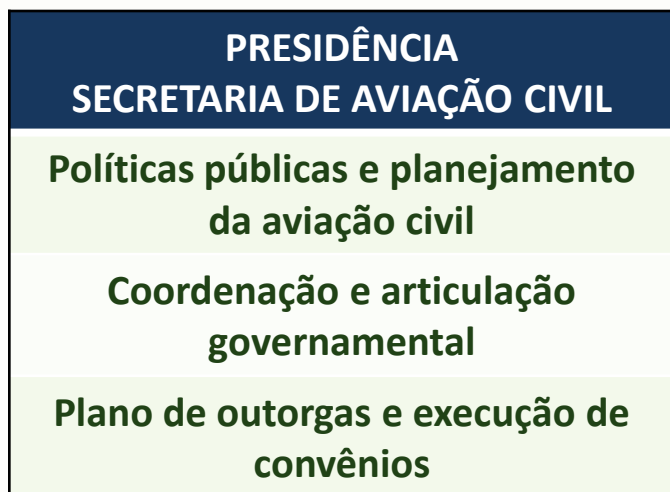 PRESIDÊNCIA
SECRETARIA DE AVIAÇÃO CIVIL
Políticas públicas e planejamento
da aviação civil
Coordenação e articulação
governamental
Plano de outorgas e execução de
convênios